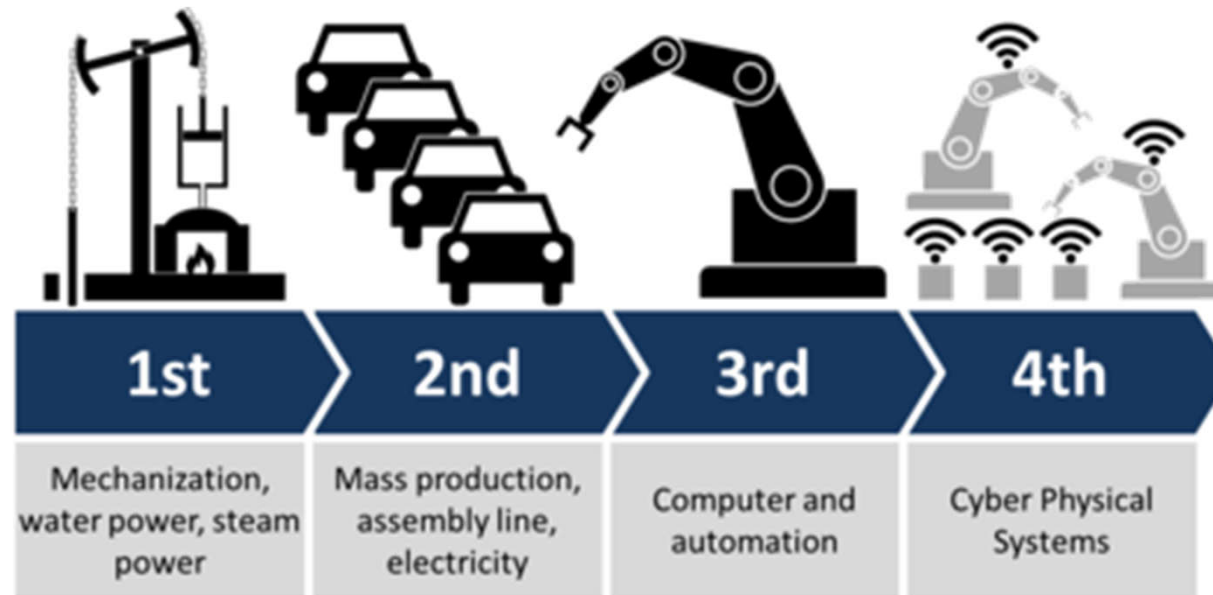 1st
2nd
3rd
4th
Mechanization,
water power, steam
power
Mass production,
assembly line,
electricity
Computer and
automation
Cyber Physical
Systems